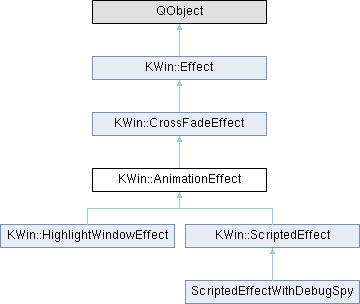 QObject
KWin::Effect
KWin::CrossFadeEffect
KWin::AnimationEffect
KWin::HighlightWindowEffect
KWin::ScriptedEffect
ScriptedEffectWithDebugSpy